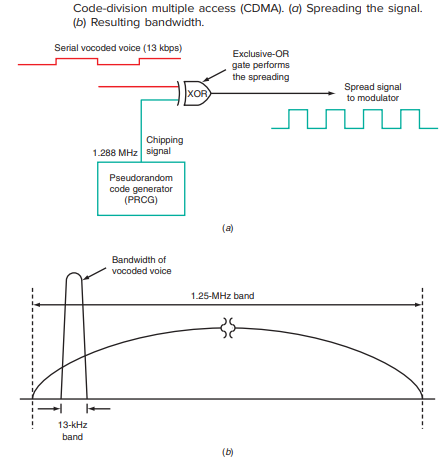 Code-division multiple access (CDMA). (a) Spreading the signal.
(b) Resulting bandwidth.
Serial vocoded voice (13 kbps)
Exclusive-OR
gate performs
the spreading
XOR
Spread signal
to modulator
Chipping
signal
1.288 MHz
Pseudorandom
code generator
(PRCG)
(a)
Bandwidth of
vocoded voice
1.25-MHz band
13-kHz
band
(b)